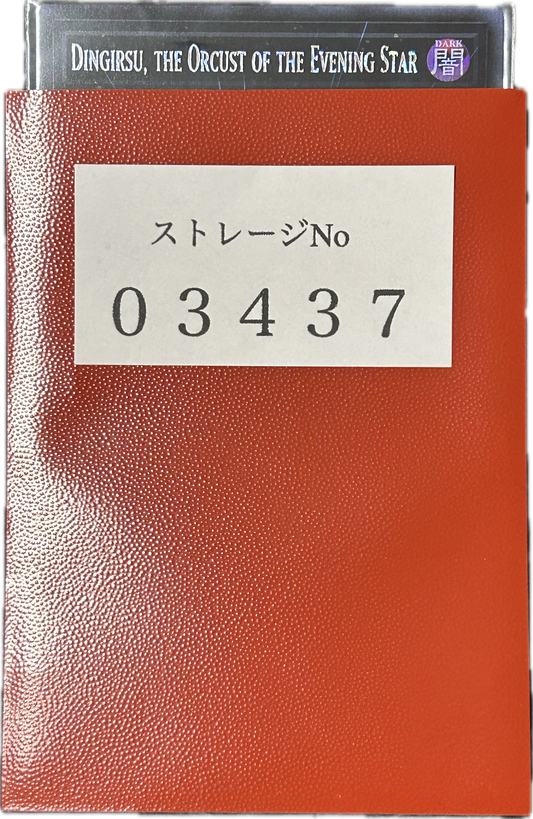 DINGIRSU, THE ORCUST OF THE EVENING STAR
DARK
闇
ストレージNo
03437